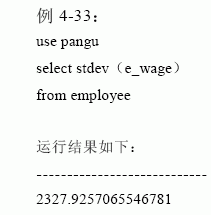 例 4-33：
use pangu
select stdev（e_wage）
from employee
运行结果如下：
---------------------------
2327.9257065546781